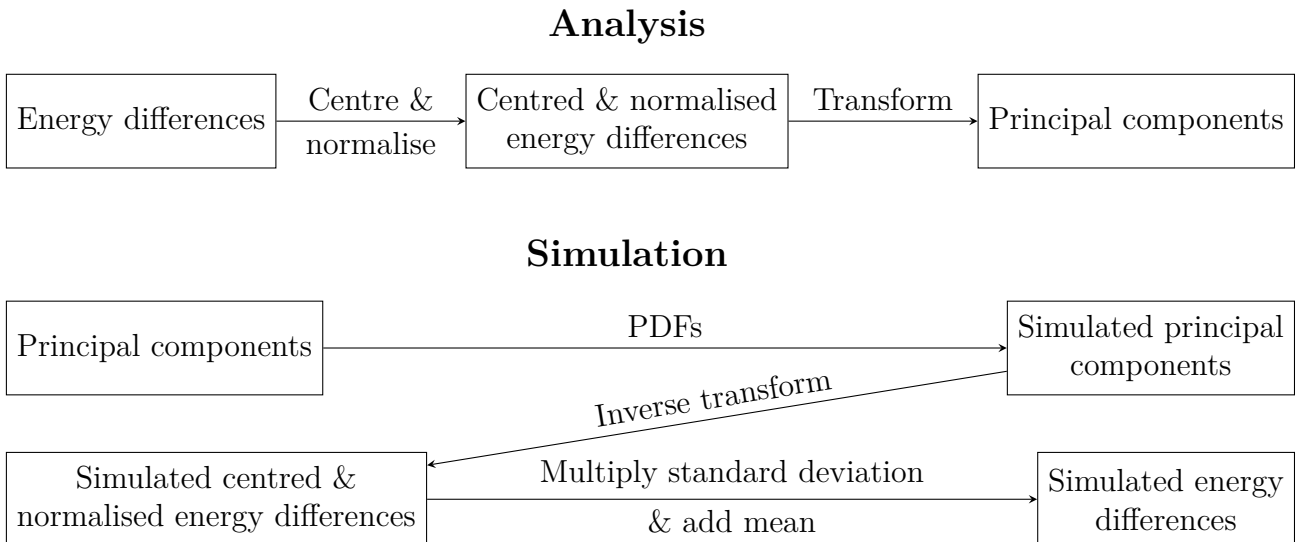 Analysis
Energy differences
Centre &
normalise
Centred & normalised
energy differences
Transform
Principal components
Simulation
Principal components
PDFs
Simulated principal
components
Inverse transform
Simulated centred &
normalised energy differences
Multiply standard deviation
& add mean
Simulated energy
differences